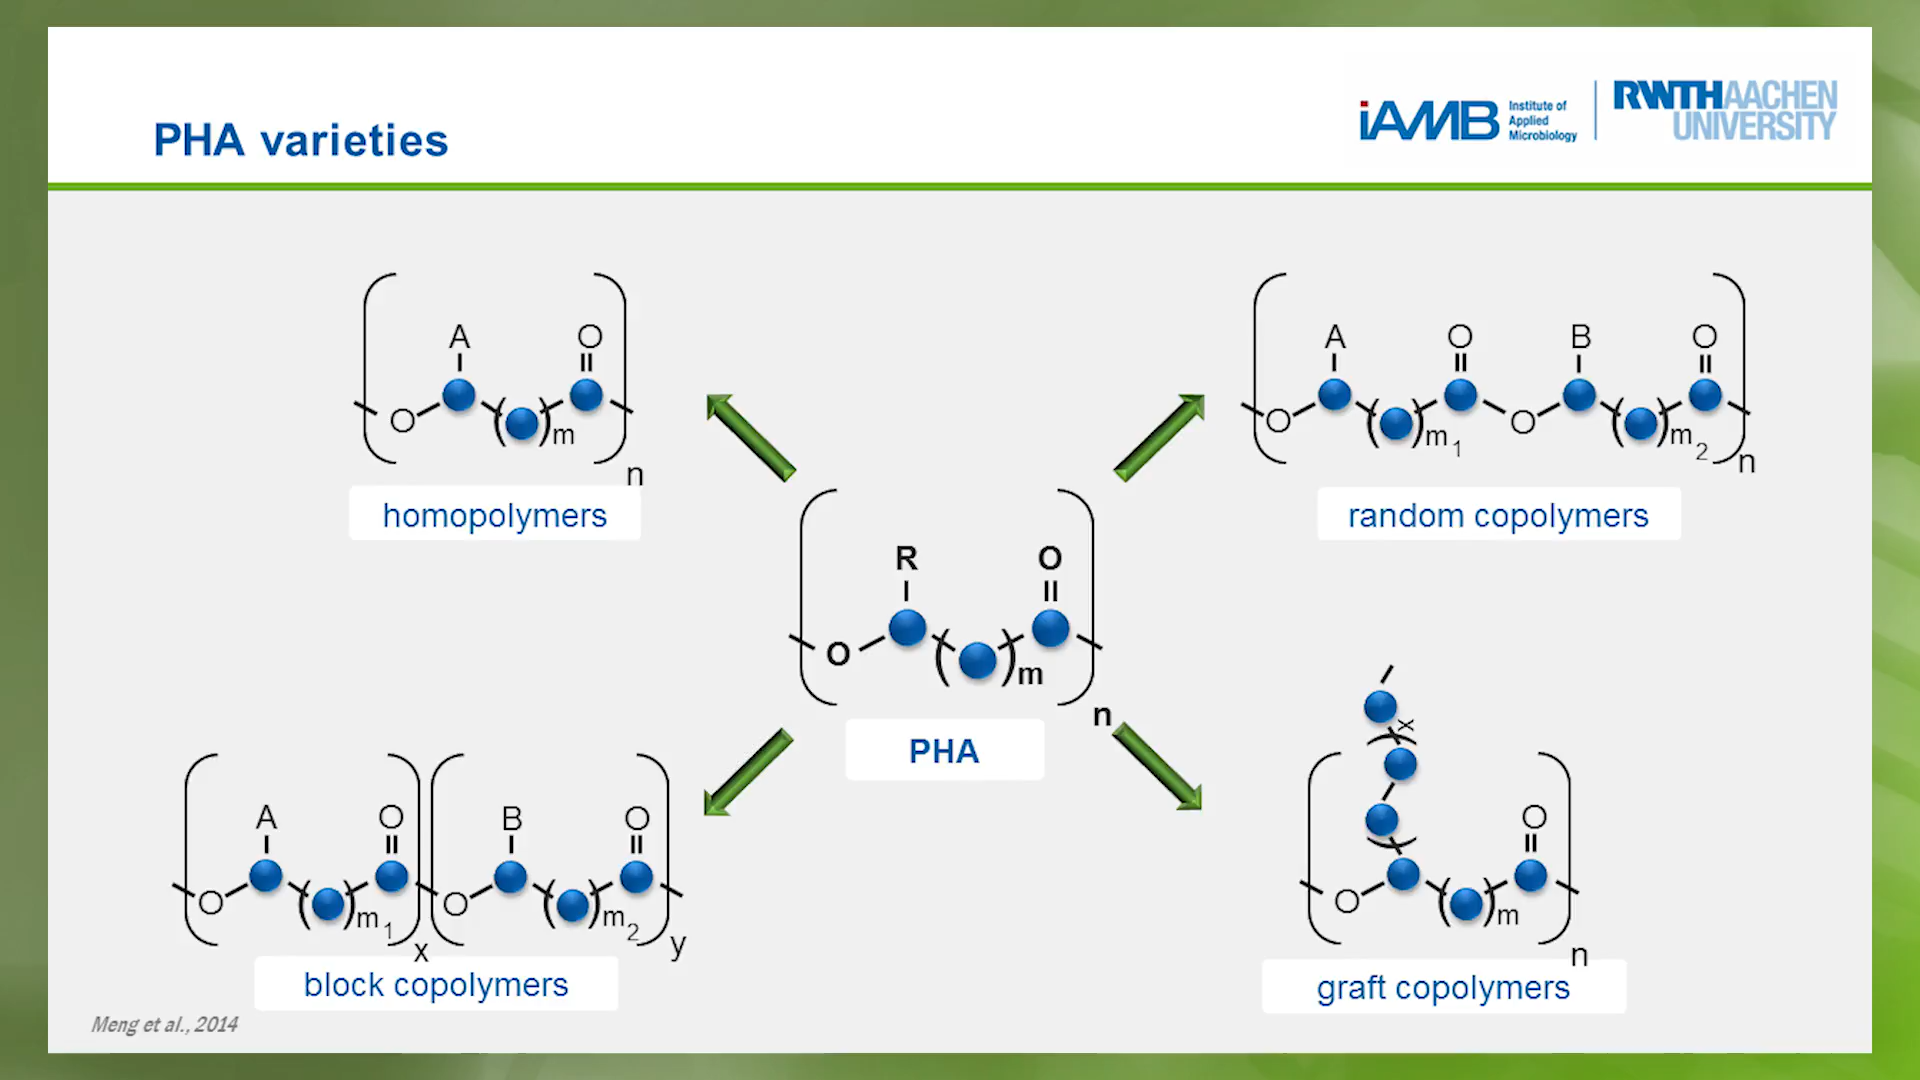 PHA varieties
iAMB
Institute of
Applied
Microbiology
RWTHAACHEN
UNIVERSITY
A O
O ( )m
n
homopolymers
A O B O
O ( )m1 O ( )m2
n
random copolymers
R O
O ( )m
n
PHA
A O B O
O ( )m1 O ( )m2
x y
block copolymers
x
O
O ( )m
n
graft copolymers
Meng et al., 2014